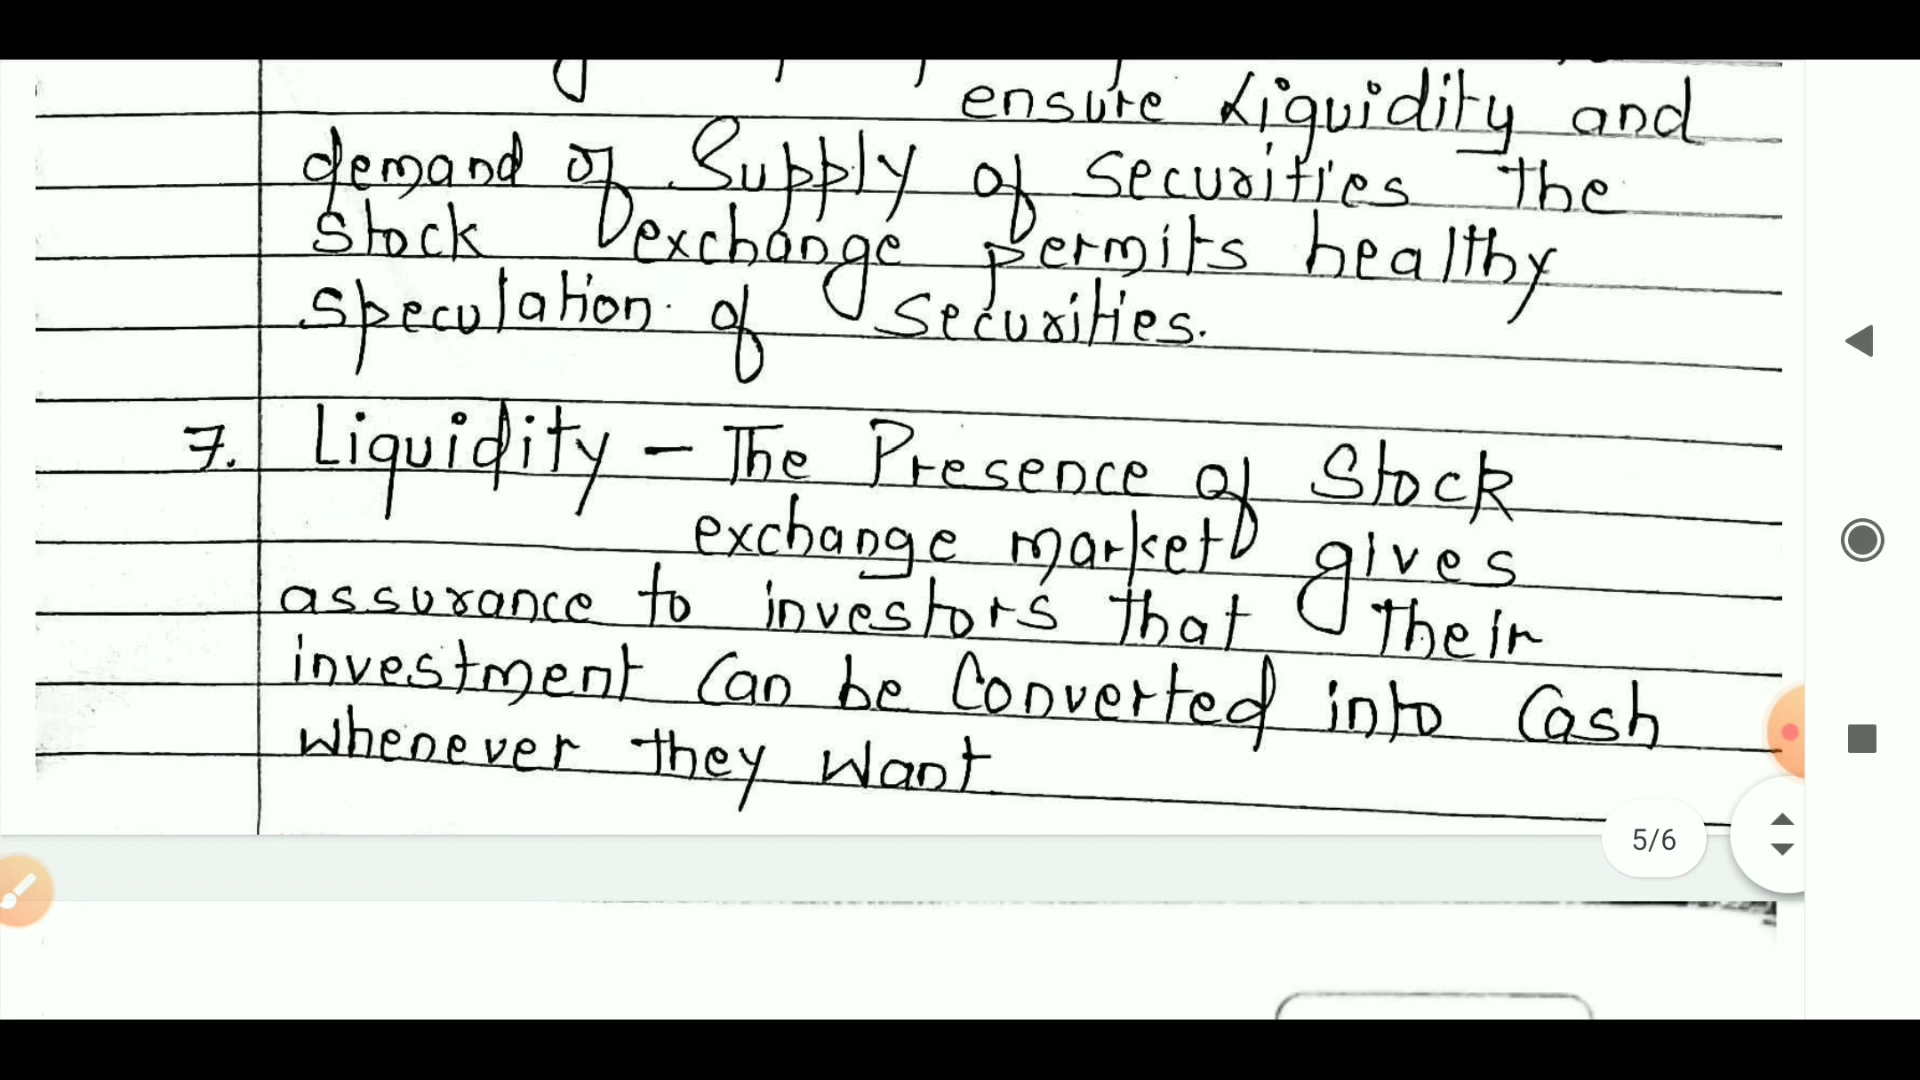 ensure Liquidity and
demand of Supply of securities The
stock exchange permits healthy
speculation of securities.
7. Liquidity - The Presence of Stock
exchange market gives
assurance to investors that Their
investment Can be Converted into Cash
whenever they want
5/6